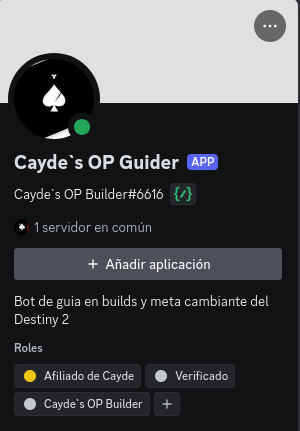 Cayde`s OP Guider APP
Cayde`s OP Builder#6616 {/}
1 servidor en común
+ Añadir aplicación
Bot de guia en builds y meta cambiante del
Destiny 2
Roles
Afiliado de Cayde Verificado
Cayde`s OP Builder +